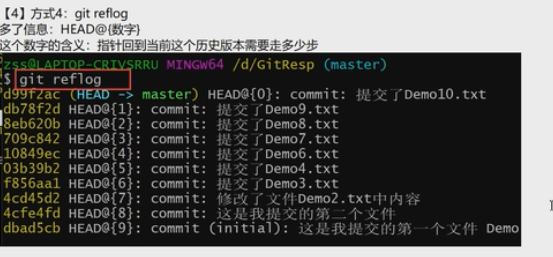 【4】方式4：git reflog
多了信息：HEAD@{数字}
这个数字的含义：指针回到当前这个历史版本需要走多少步
zss@LAPTOP-CRIVSRRU MINGW64 /d/GitResp (master)
$ git reflog
d99f2ac (HEAD -> master) HEAD@{0}: commit: 提交了Demo10.txt
db78f2d HEAD@{1}: commit: 提交了Demo9.txt
8eb620b HEAD@{2}: commit: 提交了Demo8.txt
709c842 HEAD@{3}: commit: 提交了Demo7.txt
10849ec HEAD@{4}: commit: 提交了Demo6.txt
03b39b2 HEAD@{5}: commit: 提交了Demo4.txt
f856aa1 HEAD@{6}: commit: 提交了Demo3.txt
4cd45d2 HEAD@{7}: commit: 修改了文件Demo2.txt中内容
4cfe4fd HEAD@{8}: commit: 这是我提交的第二个文件
dbad5cb HEAD@{9}: commit (initial): 这是我提交的第一个文件 Demo